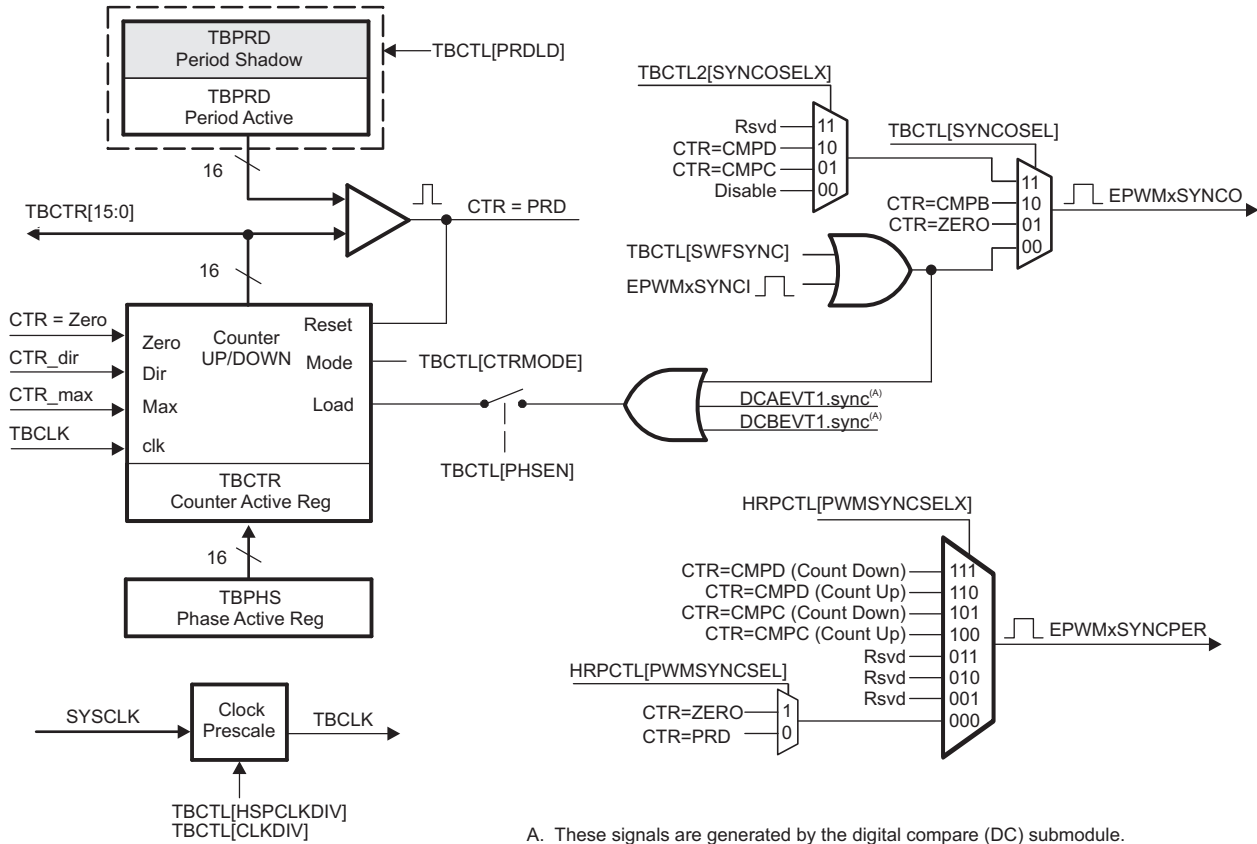 TBPRD
Period Shadow
TBPRD
Period Active
TBCTL[PRDLD]
16
TBCTR[15:0]
CTR = PRD
16
CTR = Zero
CTR_dir
CTR_max
TBCLK
Zero
Dir
Max
clk
Counter
UP/DOWN
Reset
Mode
Load
TBCTR
Counter Active Reg
TBCTL[CTRMODE]
TBCTL[PHSEN]
16
TBPHS
Phase Active Reg
SYSCLK
Clock
Prescale
TBCLK
TBCTL[HSPCLKDIV]
TBCTL[CLKDIV]
TBCTL2[SYNCOSELX]
Rsvd 11
CTR=CMPD 10
CTR=CMPC 01
Disable 00
TBCTL[SYNCOSEL]
11
CTR=CMPB 10
CTR=ZERO 01
00
EPWMxSYNCO
TBCTL[SWFSYNC]
EPWMxSYNCI
DCAEVT1.sync(A)
DCBEVT1.sync(A)
HRPCTL[PWMSYNCSELX]
CTR=CMPD (Count Down) 111
CTR=CMPD (Count Up) 110
CTR=CMPC (Count Down) 101
CTR=CMPC (Count Up) 100
Rsvd 011
Rsvd 010
Rsvd 001
000
EPWMxSYNCPER
HRPCTL[PWMSYNCSEL]
CTR=ZERO 1
CTR=PRD 0
A. These signals are generated by the digital compare (DC) submodule.